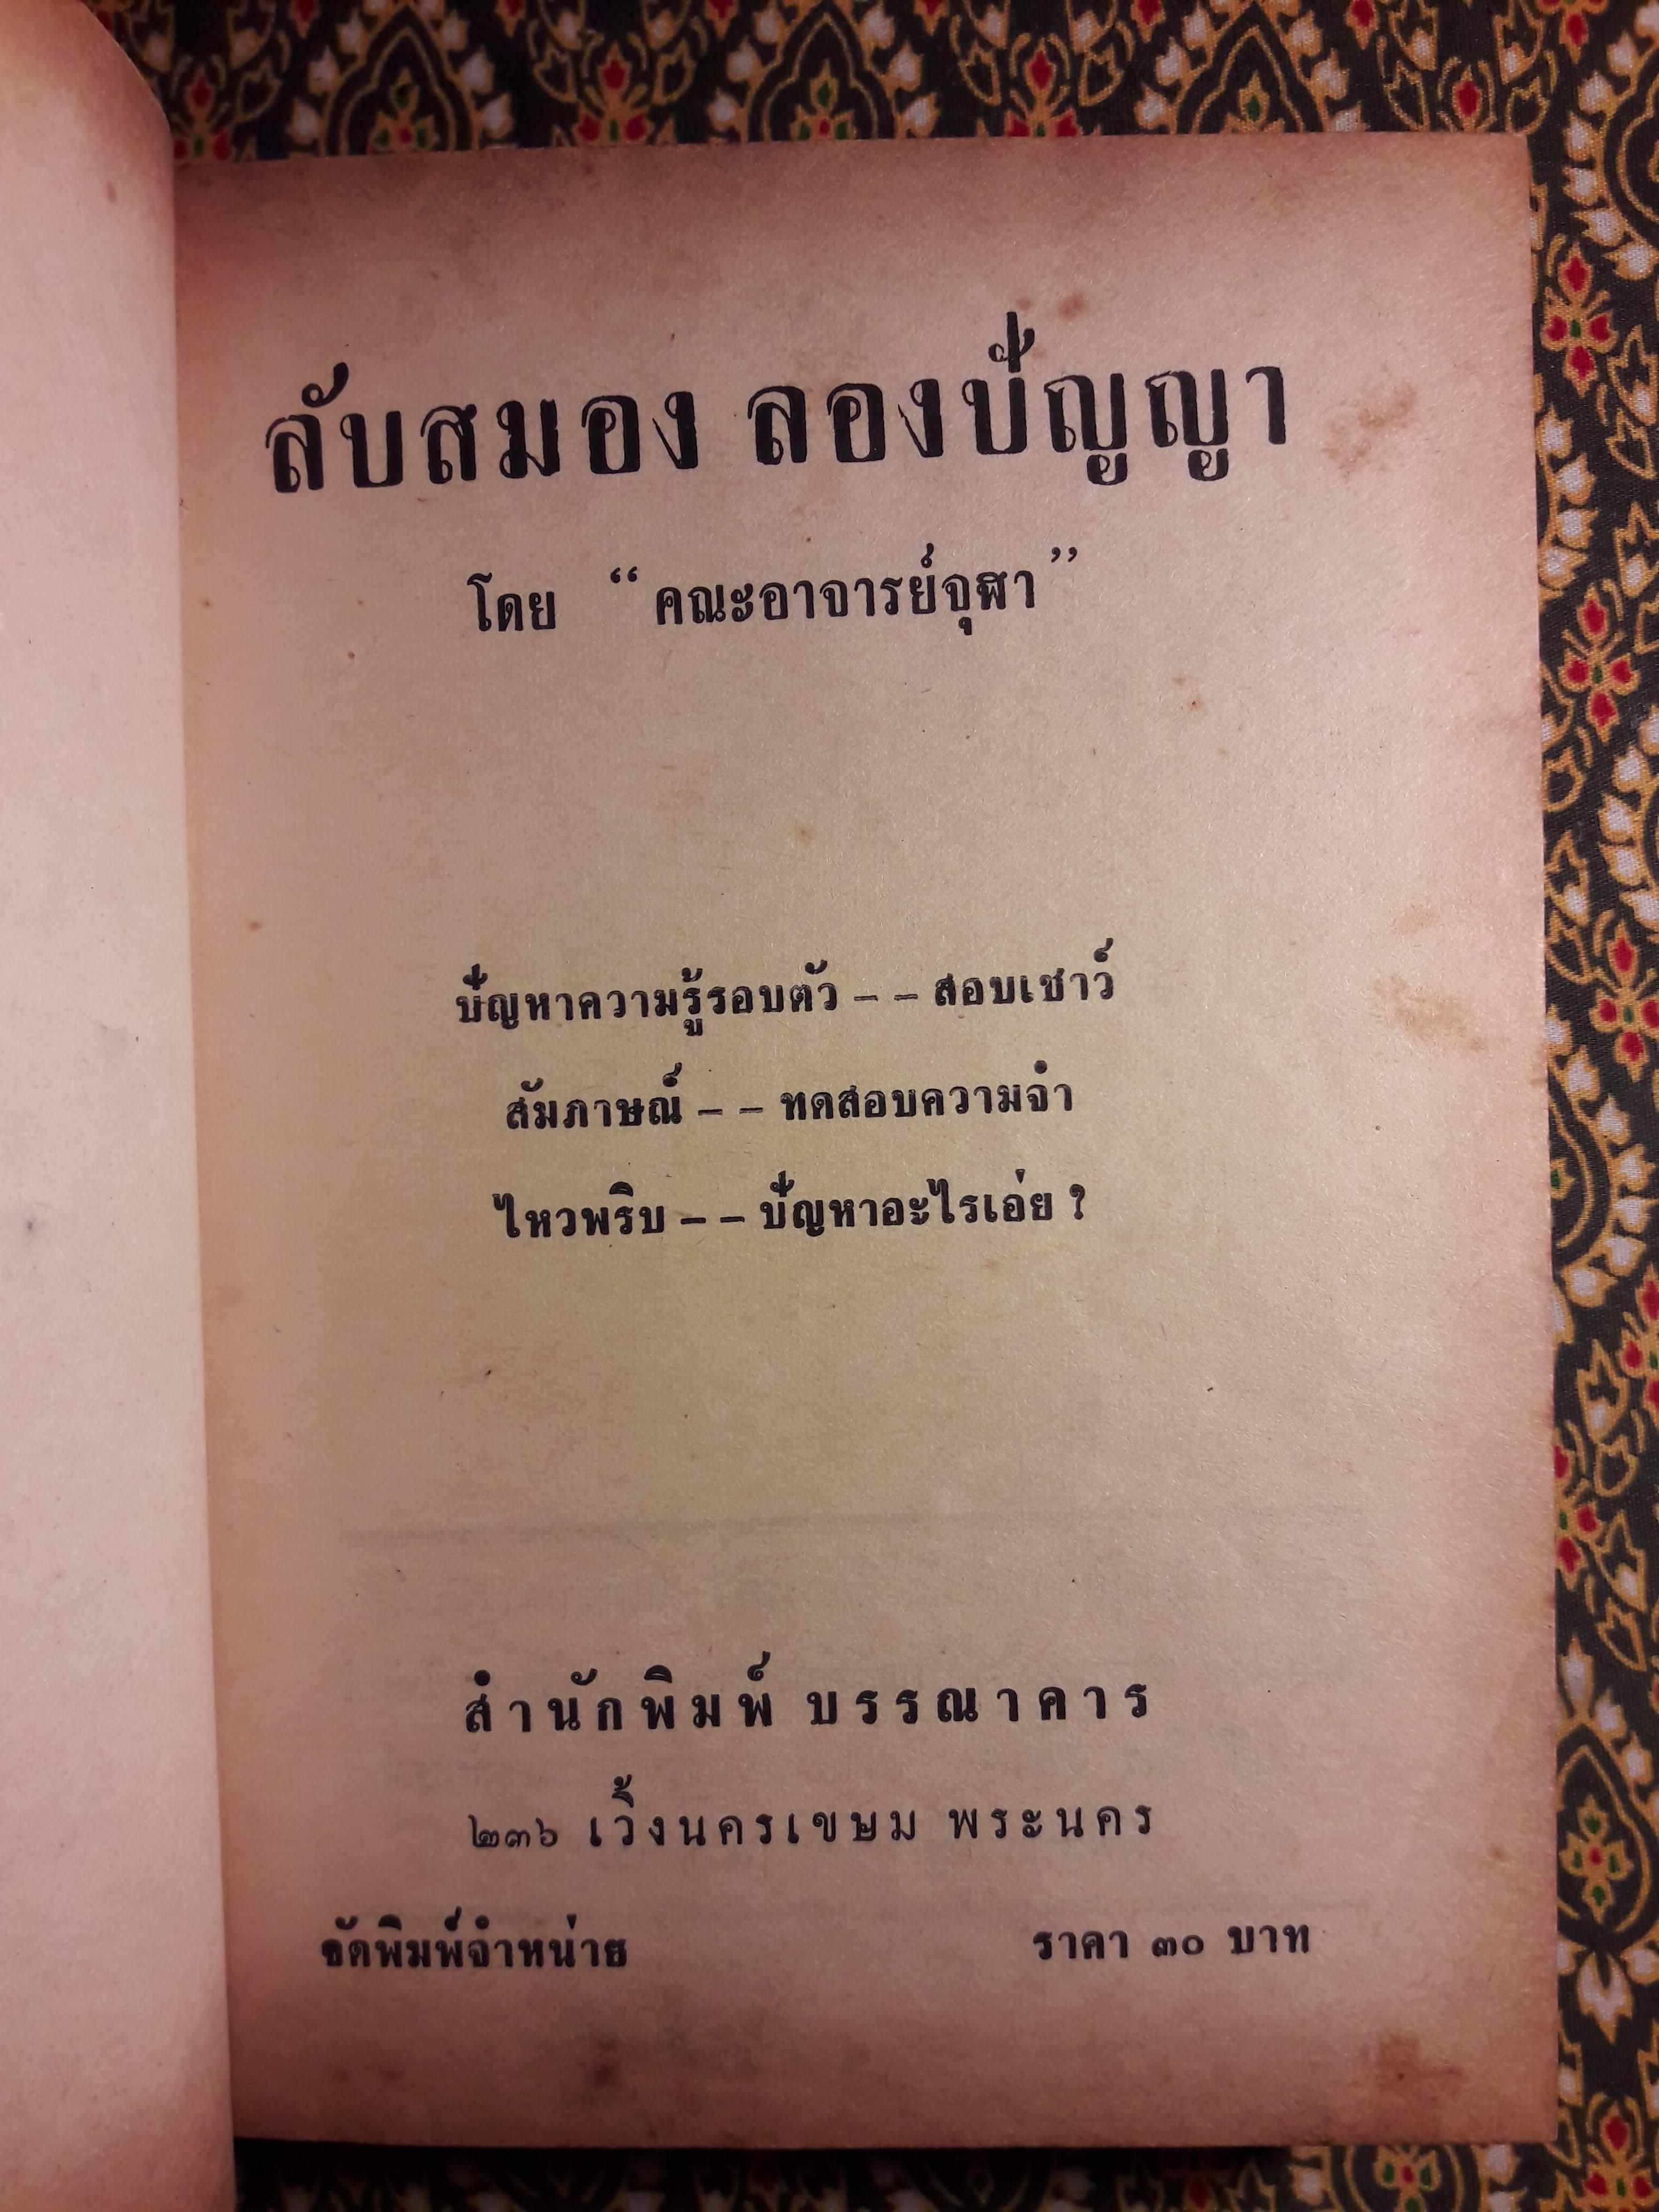 ลับสมอง ลองปัญญา
โดย “คณะอาจารย์จุฬา”
ปัญหาความรู้รอบตัว -- สอบเชาว์
สัมภาษณ์ -- ทดสอบความจำ
ไหวพริบ -- ปัญหาอะไรเอ่ย ?
สำนักพิมพ์ บรรณาคาร
๒๓๖ เวิ้งนครเขษม พระนคร
จัดพิมพ์จำหน่าย ราคา ๓๐ บาท